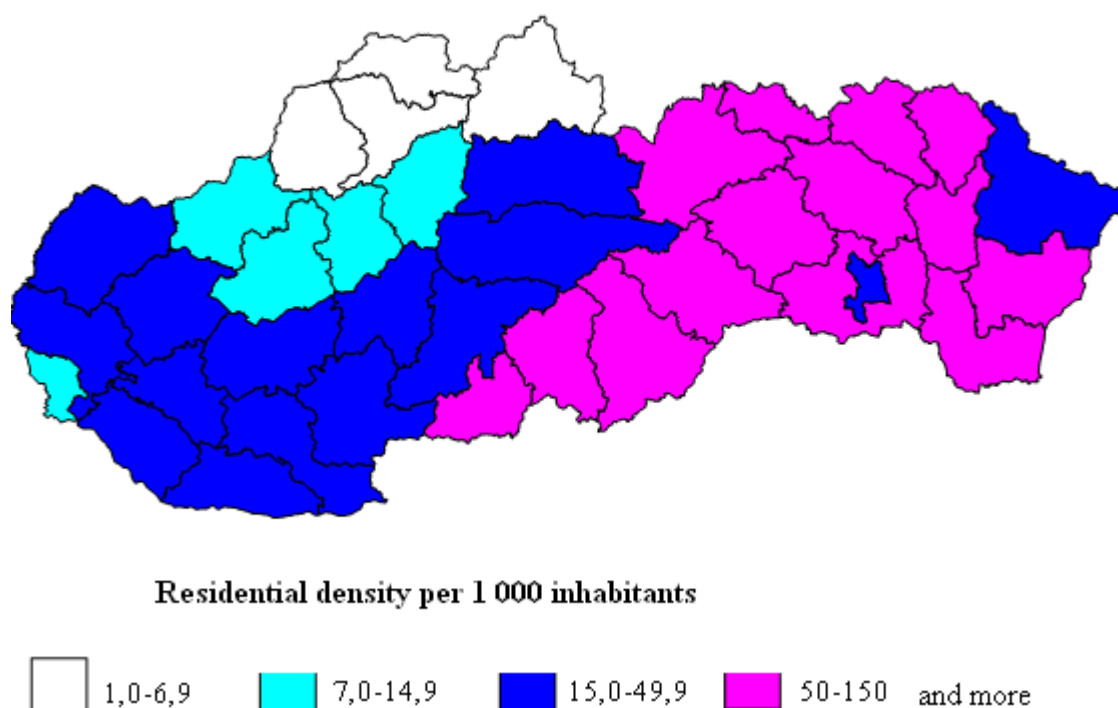 Residential density per 1 000 inhabitants
1,0-6,9 7,0-14,9 15,0-49,9 50-150 and more